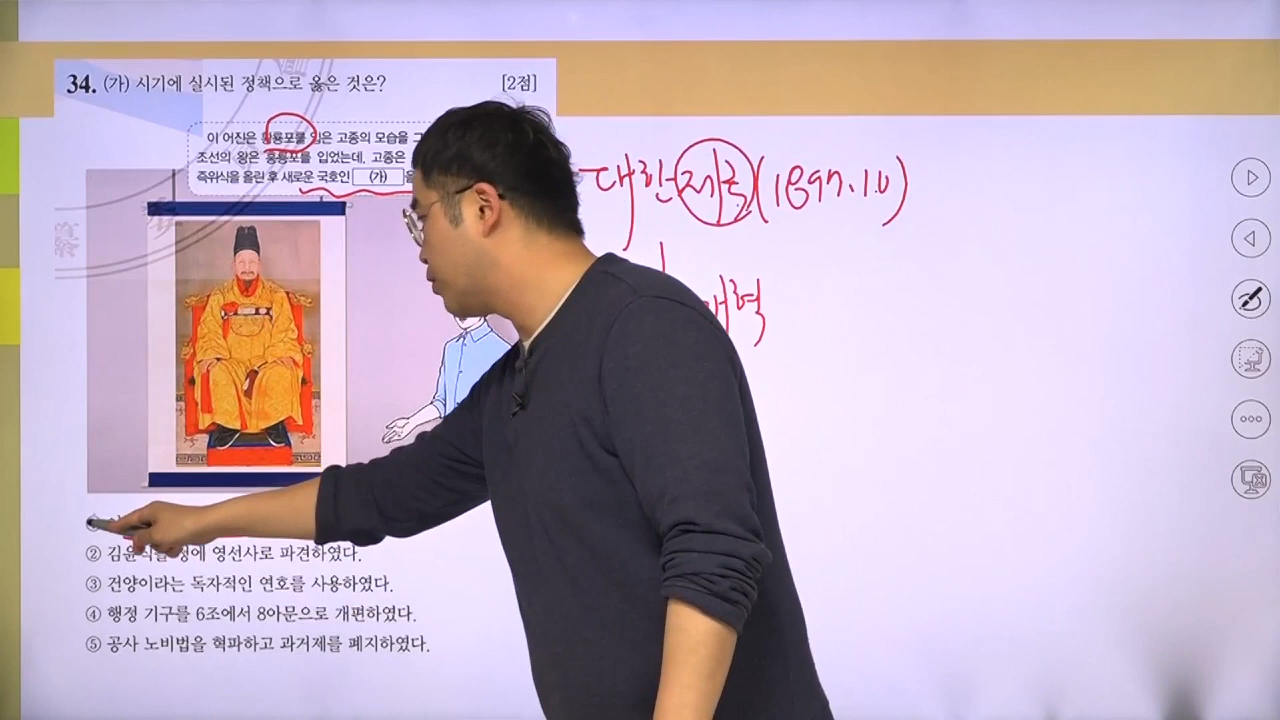 34. (가) 시기에 실시된 정책으로 옳은 것은? [2점]
이 어진은 황룡포를 입은 고종의 모습을
조선의 왕은 홍룡포를 입었는데, 고종은
즉위식을 올린 후 새로운 국호인 (가) 을
대한제국(1897.10)
개혁
② 김윤식을 청에 영선사로 파견하였다.
③ 건양이라는 독자적인 연호를 사용하였다.
④ 행정 기구를 6조에서 8아문으로 개편하였다.
⑤ 공사 노비법을 혁파하고 과거제를 폐지하였다.